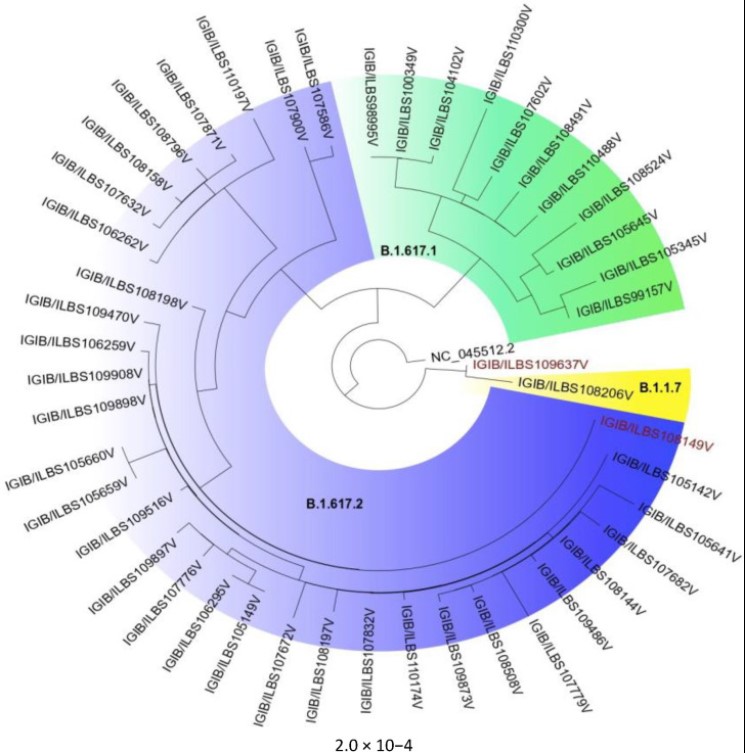 IGIB/ILBS98965V
IGIB/ILBS100349V
IGIB/ILBS104102V
IGIB/ILBS110300V
IGIB/ILBS107602V
IGIB/ILBS108491V
IGIB/ILBS110488V
IGIB/ILBS108524V
IGIB/ILBS105645V
IGIB/ILBS105345V
IGIB/ILBS99157V
B.1.617.1
NC_045512.2
IGIB/ILBS109637V
IGIB/ILBS108206V
B.1.1.7
IGIB/ILBS108149V
IGIB/ILBS105142V
IGIB/ILBS105641V
IGIB/ILBS107682V
IGIB/ILBS108144V
IGIB/ILBS109486V
IGIB/ILBS107779V
IGIB/ILBS108508V
IGIB/ILBS109873V
IGIB/ILBS110174V
IGIB/ILBS107832V
IGIB/ILBS108197V
IGIB/ILBS107672V
IGIB/ILBS105149V
IGIB/ILBS106295V
IGIB/ILBS107776V
IGIB/ILBS109897V
IGIB/ILBS109516V
IGIB/ILBS105659V
IGIB/ILBS105660V
IGIB/ILBS109898V
IGIB/ILBS109908V
IGIB/ILBS106259V
IGIB/ILBS109470V
IGIB/ILBS108198V
IGIB/ILBS106262V
IGIB/ILBS107632V
IGIB/ILBS108158V
IGIB/ILBS108796V
IGIB/ILBS107871V
IGIB/ILBS110197V
IGIB/ILBS107900V
IGIB/ILBS107586V
B.1.617.2
2.0 × 10−4